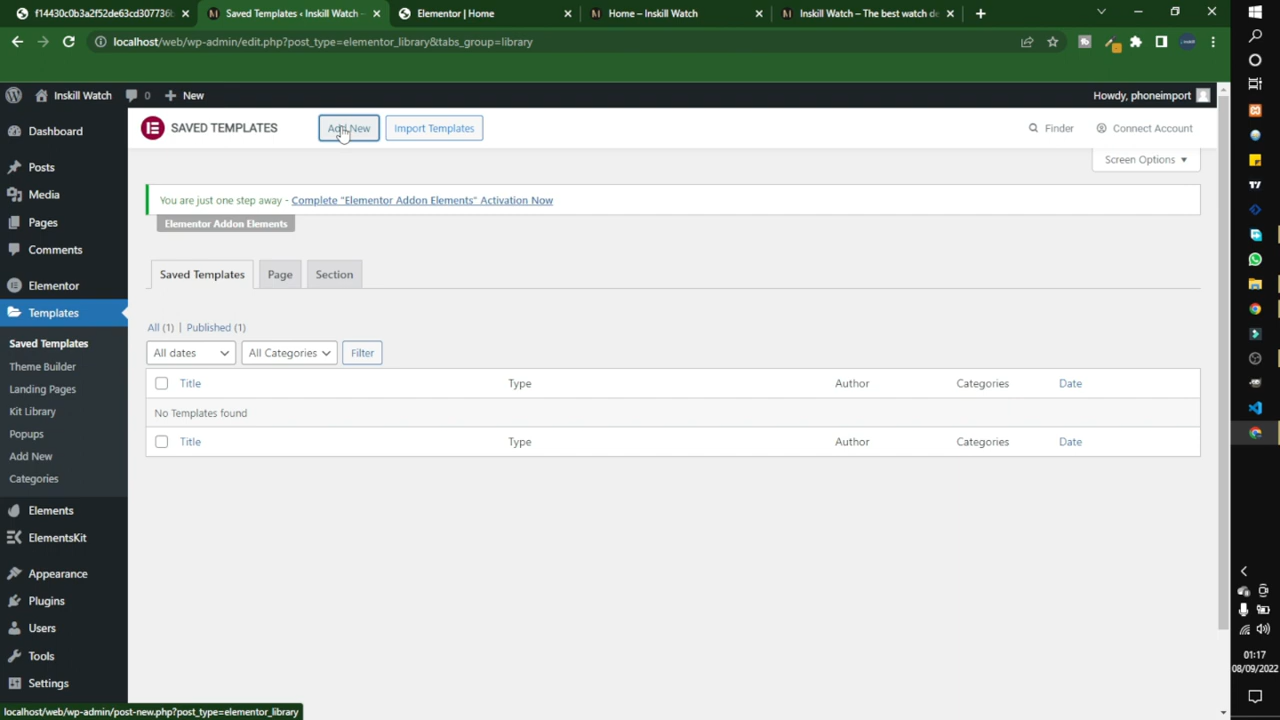 f14430c0b3a2f52de63cd307736b
Saved Templates ‹ Inskill Watch –
Elementor | Home
Home – Inskill Watch
Inskill Watch – The best watch de
localhost/web/wp-admin/edit.php?post_type=elementor_library&tabs_group=library
Inskill Watch
0
New
Howdy, phoneimport
Dashboard
Posts
Media
Pages
Comments
Elementor
Templates
Saved Templates
Theme Builder
Landing Pages
Kit Library
Popups
Add New
Categories
Elements
ElementsKit
Appearance
Plugins
Users
Tools
Settings
SAVED TEMPLATES
Add New
Import Templates
Finder
Connect Account
Screen Options
You are just one step away - Complete "Elementor Addon Elements" Activation Now
Elementor Addon Elements
Saved Templates
Page
Section
All (1) | Published (1)
All dates
All Categories
Filter
Title Type Author Categories Date
No Templates found
Title Type Author Categories Date
localhost/web/wp-admin/post-new.php?post_type=elementor_library
01:17
08/09/2022